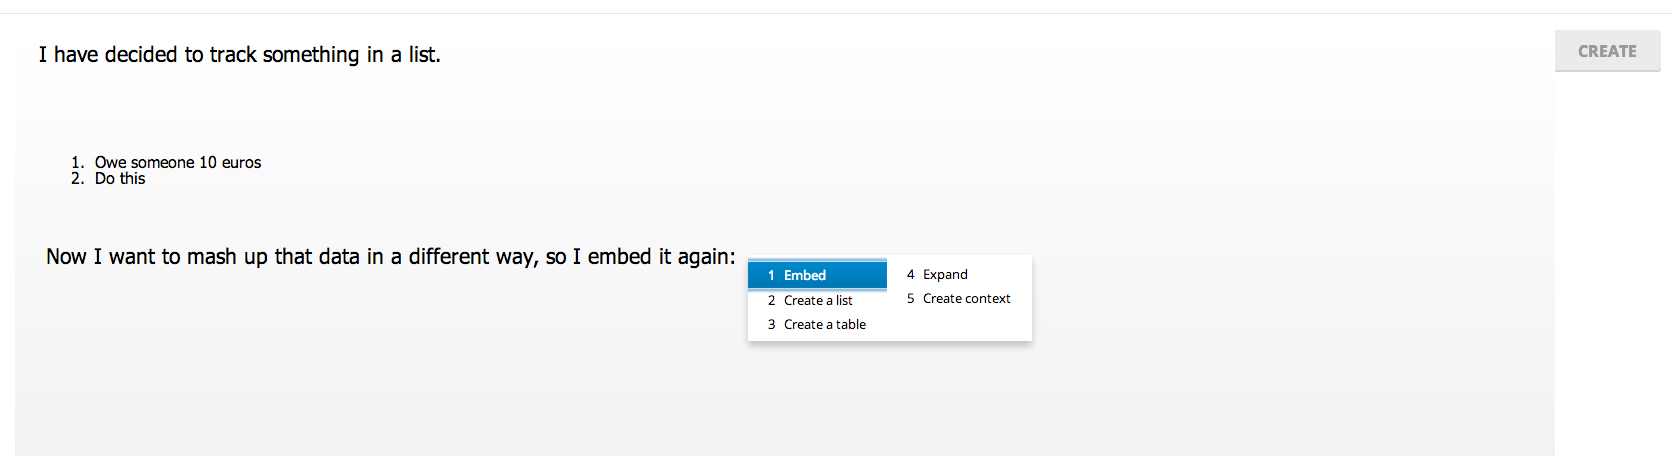 I have decided to track something in a list.
CREATE
1. Owe someone 10 euros
2. Do this
Now I want to mash up that data in a different way, so I embed it again:
1 Embed
2 Create a list
3 Create a table
4 Expand
5 Create context